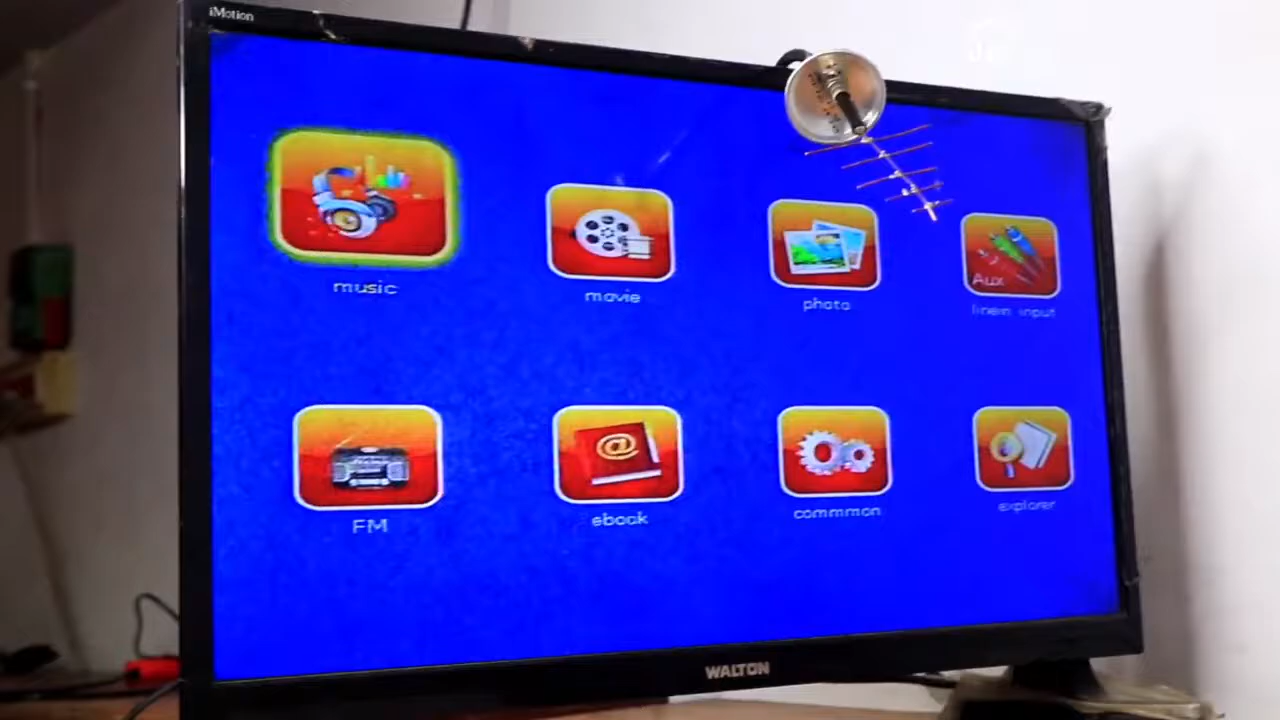 iMotion
music
movie
photo
Aux
linein input
FM
ebook
commmon
explorer
WALTON